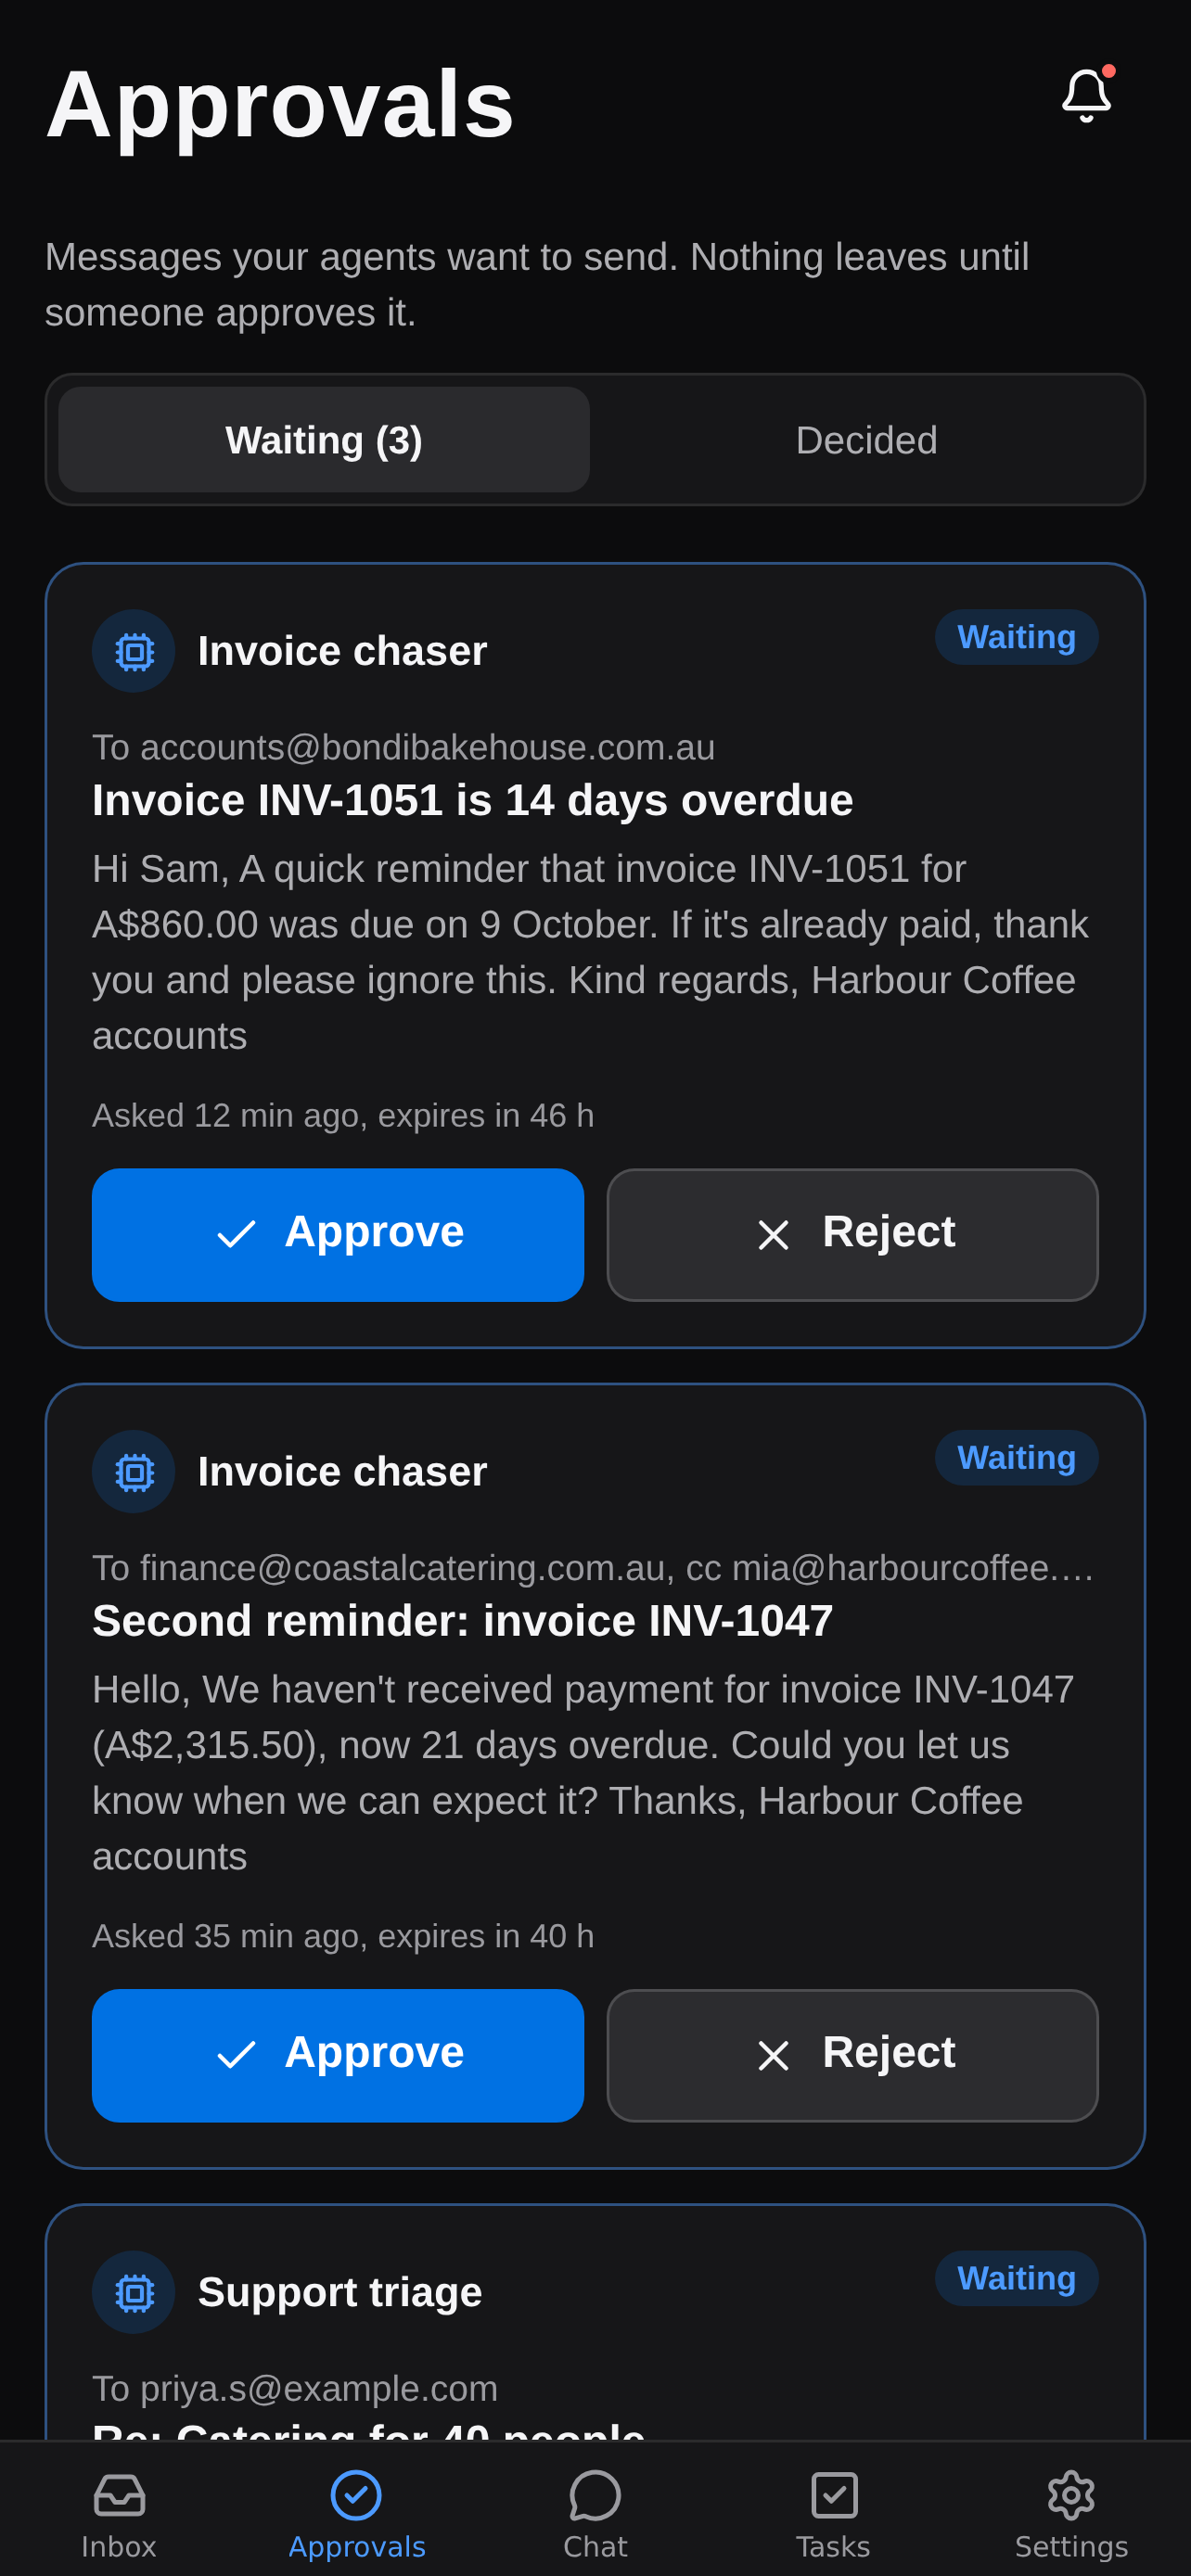 Approvals
Messages your agents want to send. Nothing leaves until
someone approves it.
Waiting (3)
Decided
Invoice chaser
Waiting
To accounts@bondibakehouse.com.au
Invoice INV-1051 is 14 days overdue
Hi Sam, A quick reminder that invoice INV-1051 for
A$860.00 was due on 9 October. If it's already paid, thank
you and please ignore this. Kind regards, Harbour Coffee
accounts
Asked 12 min ago, expires in 46 h
Approve
Reject
Invoice chaser
Waiting
To finance@coastalcatering.com.au, cc mia@harbourcoffee.…
Second reminder: invoice INV-1047
Hello, We haven't received payment for invoice INV-1047
(A$2,315.50), now 21 days overdue. Could you let us
know when we can expect it? Thanks, Harbour Coffee
accounts
Asked 35 min ago, expires in 40 h
Approve
Reject
Support triage
Waiting
To priya.s@example.com
Re: Catering for 40 people
Inbox
Approvals
Chat
Tasks
Settings